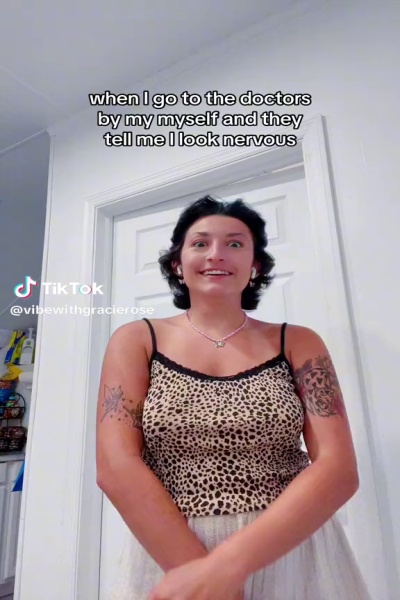 when I go to the doctors
by my myself and they
tell me I look nervous
TikTok
@vibewithgracierose